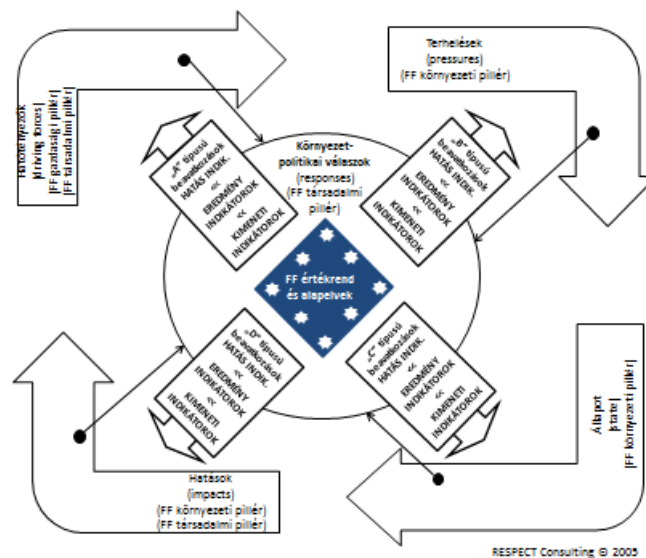 Hatótényezők
|driving forces|
|FF gazdasági pillér|
|FF társadalmi pillér|
Terhelések
(pressures)
(FF környezeti pillér)
„A” típusú
beavatkozások
HATÁS INDIK.
<<
EREDMÉNY
INDIKÁTOROK
<<
KIMENETI
INDIKÁTOROK
Környezet-
politikai válaszok
(responses)
(FF társadalmi
pillér)
„B” típusú
beavatkozások
HATÁS INDIK.
<<
EREDMÉNY
INDIKÁTOROK
<<
KIMENETI
INDIKÁTOROK
FF értékrend
és alapelvek
„D” típusú
beavatkozások
HATÁS INDIK.
<<
EREDMÉNY
INDIKÁTOROK
<<
KIMENETI
INDIKÁTOROK
„C” típusú
beavatkozások
HATÁS INDIK.
<<
EREDMÉNY
INDIKÁTOROK
<<
KIMENETI
INDIKÁTOROK
Állapot
|state|
|FF környezeti pillér|
Hatások
(impacts)
(FF környezeti pillér)
(FF társadalmi pillér)
RESPECT Consulting © 2005